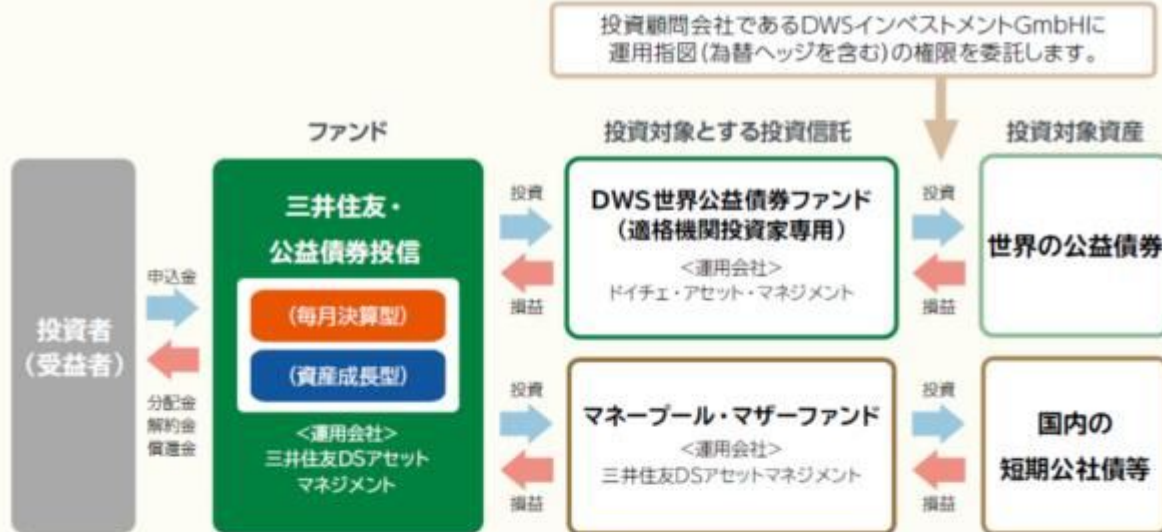 投資顧問会社であるDWSインベストメントGmbHに
運用指図(為替ヘッジを含む)の権限を委託します。
ファンド
投資対象とする投資信託
投資対象資産
投資者
(受益者)
申込金
分配金
解約金
償還金
三井住友・
公益債券投信
(毎月決算型)
(資産成長型)
<運用会社>
三井住友DSアセット
マネジメント
投資
損益
投資
損益
DWS世界公益債券ファンド
(適格機関投資家専用)
<運用会社>
ドイチェ・アセット・マネジメント
マネープール・マザーファンド
<運用会社>
三井住友DSアセットマネジメント
投資
損益
投資
損益
世界の公益債券
国内の
短期公社債等